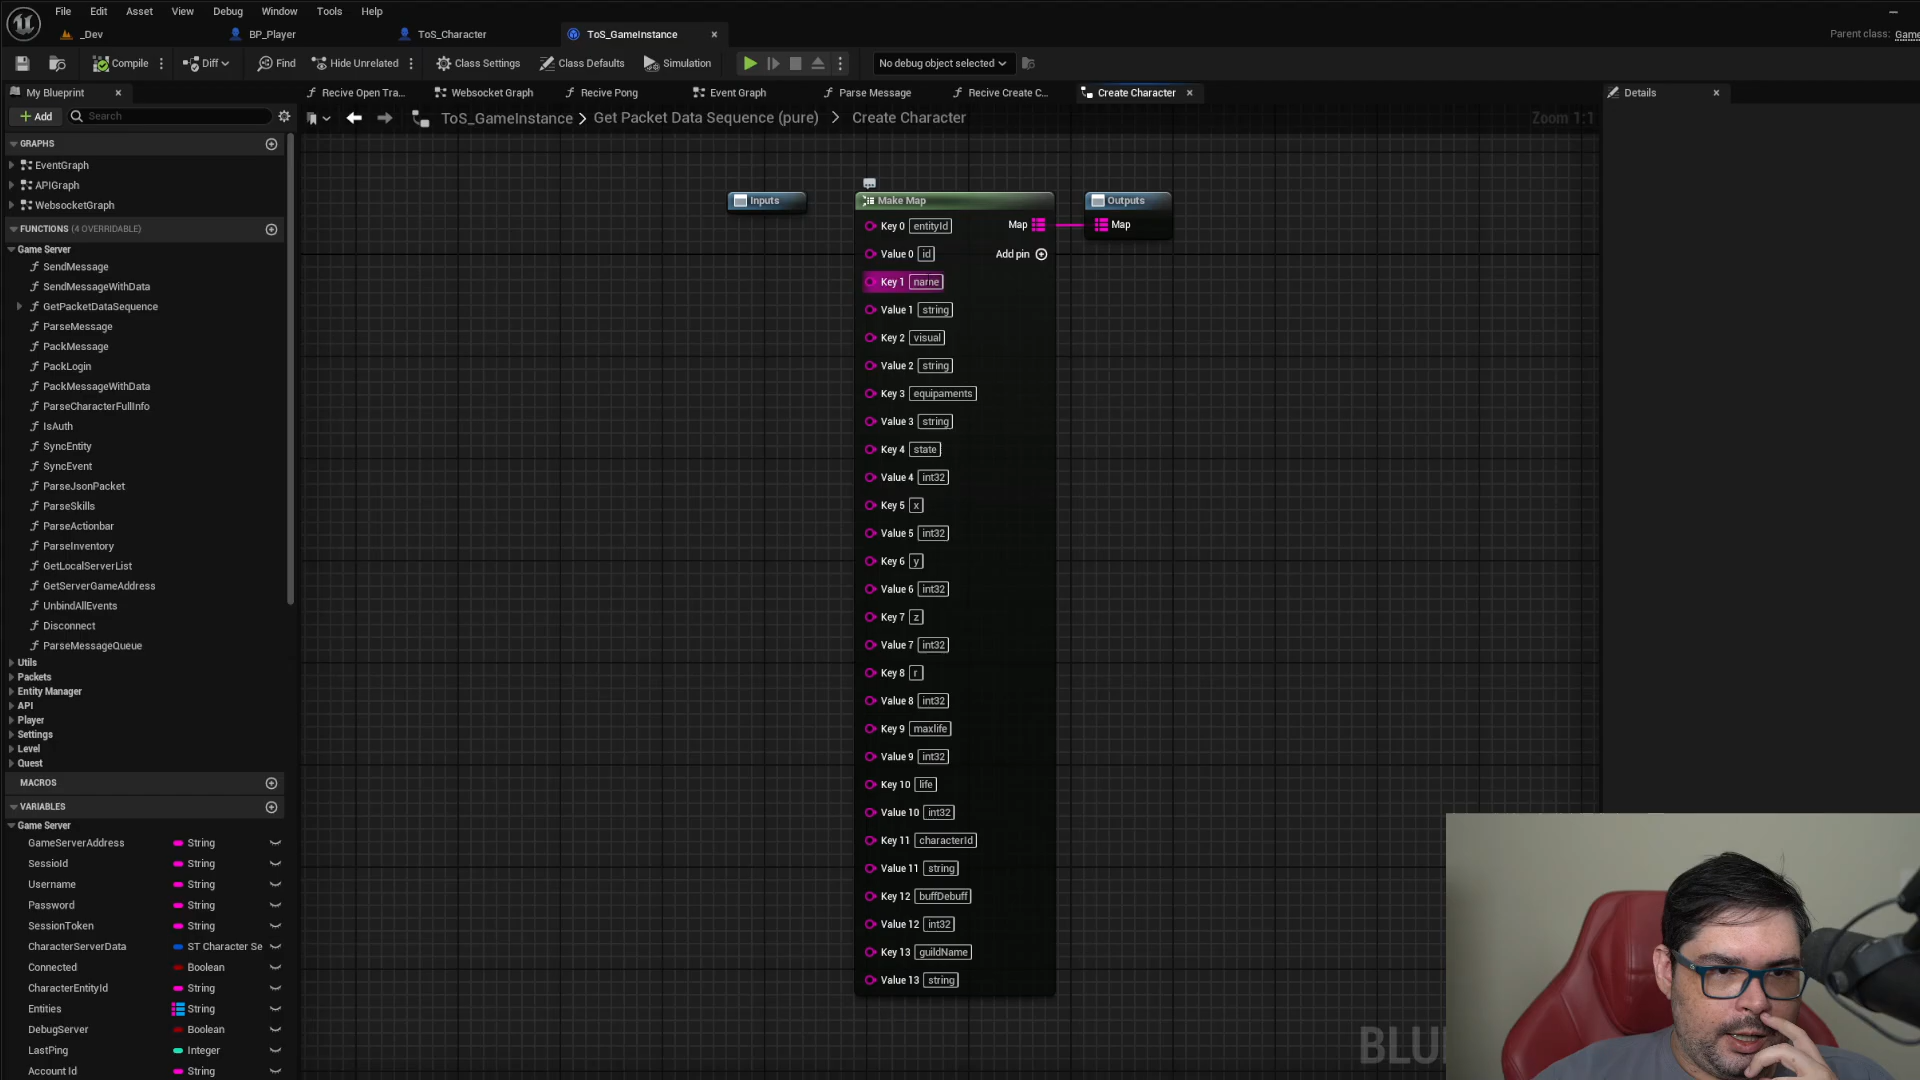 File Edit Asset View Debug Window Tools Help
_Dev BP_Player ToS_Character ToS_GameInstance
Parent class: Game
Compile Diff Find Hide Unrelated Class Settings Class Defaults Simulation No debug object selected
My Blueprint Recive Open Tra... Websocket Graph Recive Pong Event Graph Parse Message Recive Create C... Create Character Details
Add Search
ToS_GameInstance Get Packet Data Sequence (pure) Create Character Zoom 1:1
GRAPHS
EventGraph
APIGraph
WebsocketGraph
FUNCTIONS (4 OVERRIDABLE)
Game Server
SendMessage
SendMessageWithData
GetPacketDataSequence
ParseMessage
PackMessage
PackLogin
PackMessageWithData
ParseCharacterFullInfo
IsAuth
SyncEntity
SyncEvent
ParseJsonPacket
ParseSkills
ParseActionbar
ParseInventory
GetLocalServerList
GetServerGameAddress
UnbindAllEvents
Disconnect
ParseMessageQueue
Utils
Packets
Entity Manager
API
Player
Settings
Level
Quest
MACROS
VARIABLES
Game Server
GameServerAddress String
SessioId String
Username String
Password String
SessionToken String
CharacterServerData ST Character Se
Connected Boolean
CharacterEntityId String
Entities String
DebugServer Boolean
LastPing Integer
Account Id String
Inputs
Make Map
Key 0 entityId Map
Value 0 id Add pin
Key 1 name
Value 1 string
Key 2 visual
Value 2 string
Key 3 equipaments
Value 3 string
Key 4 state
Value 4 int32
Key 5 x
Value 5 int32
Key 6 y
Value 6 int32
Key 7 z
Value 7 int32
Key 8 r
Value 8 int32
Key 9 maxlife
Value 9 int32
Key 10 life
Value 10 int32
Key 11 characterId
Value 11 string
Key 12 buffDebuff
Value 12 int32
Key 13 guildName
Value 13 string
Outputs
Map
BLU